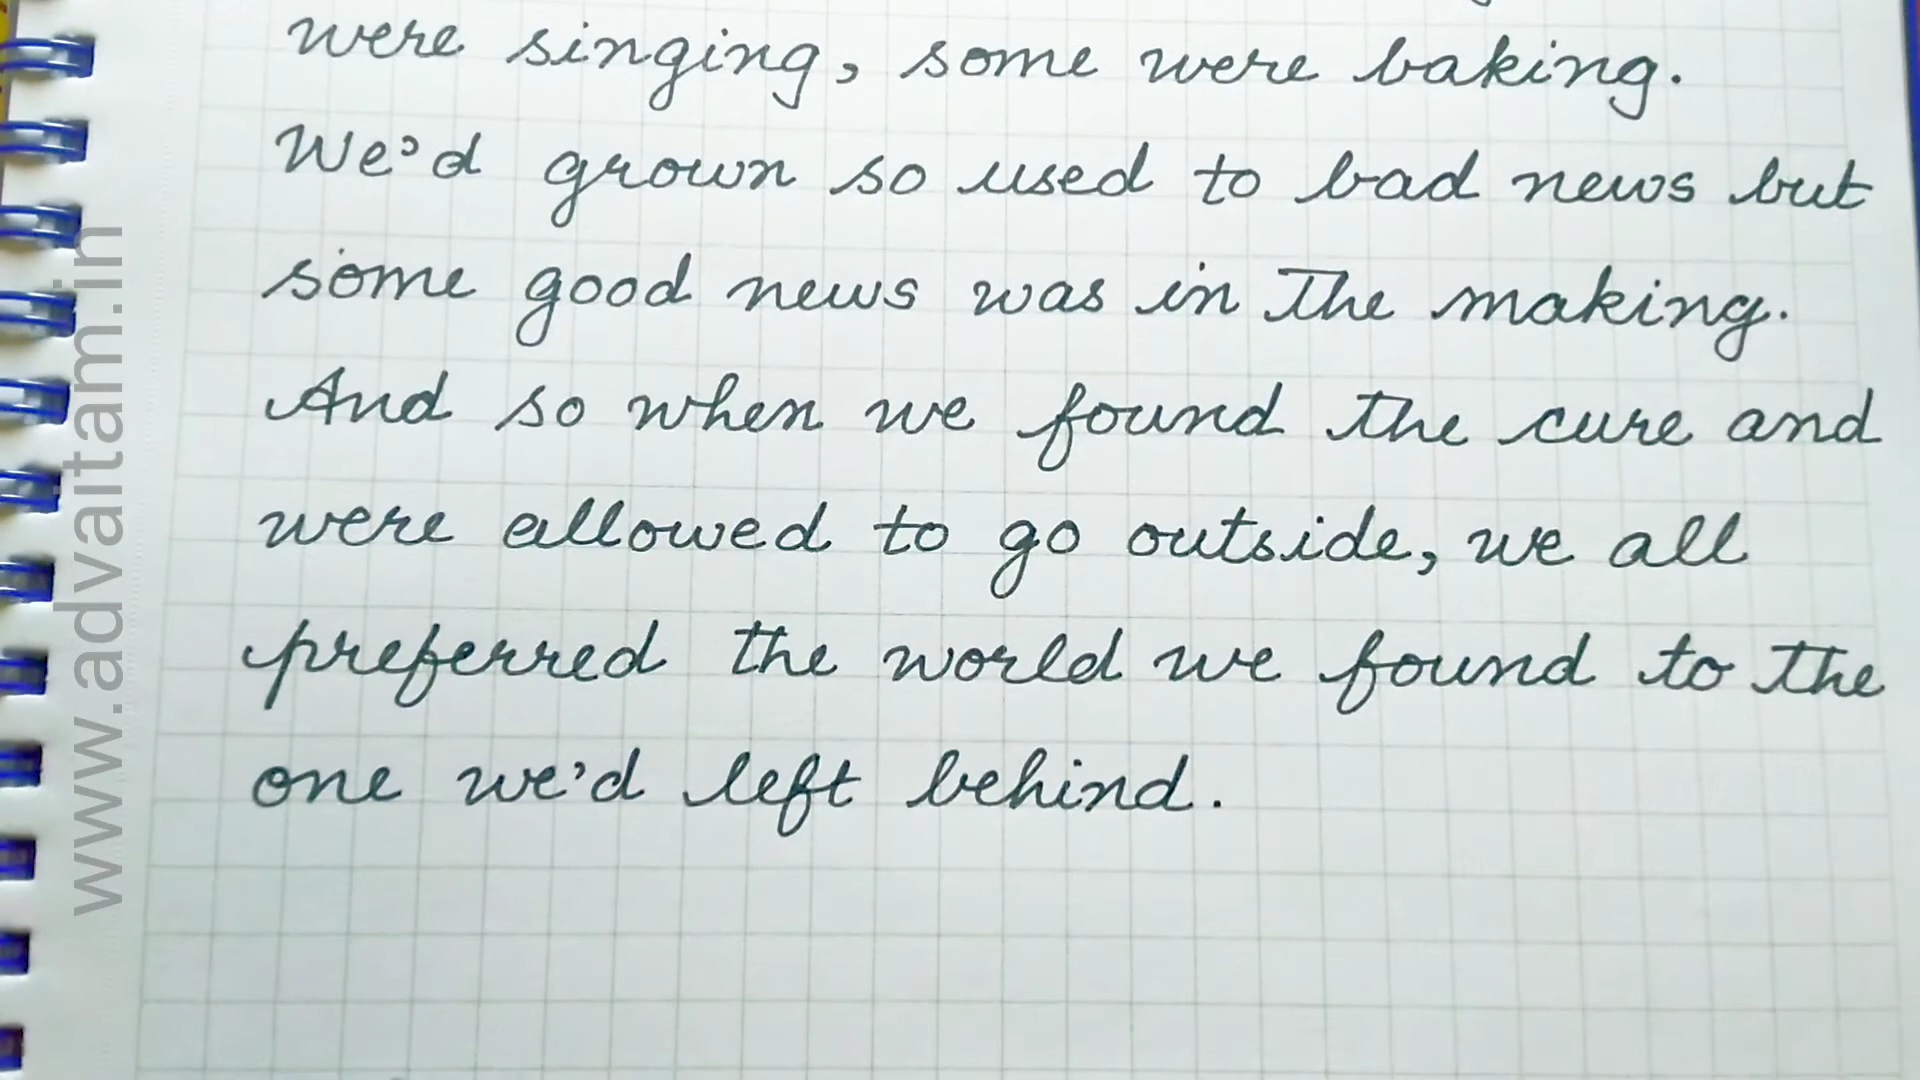 were singing, some were baking.
We'd grown so used to bad news but
some good news was in the making.
And so when we found the cure and
were allowed to go outside, we all
preferred the world we found to the
one we'd left behind.
www.advaitam.in